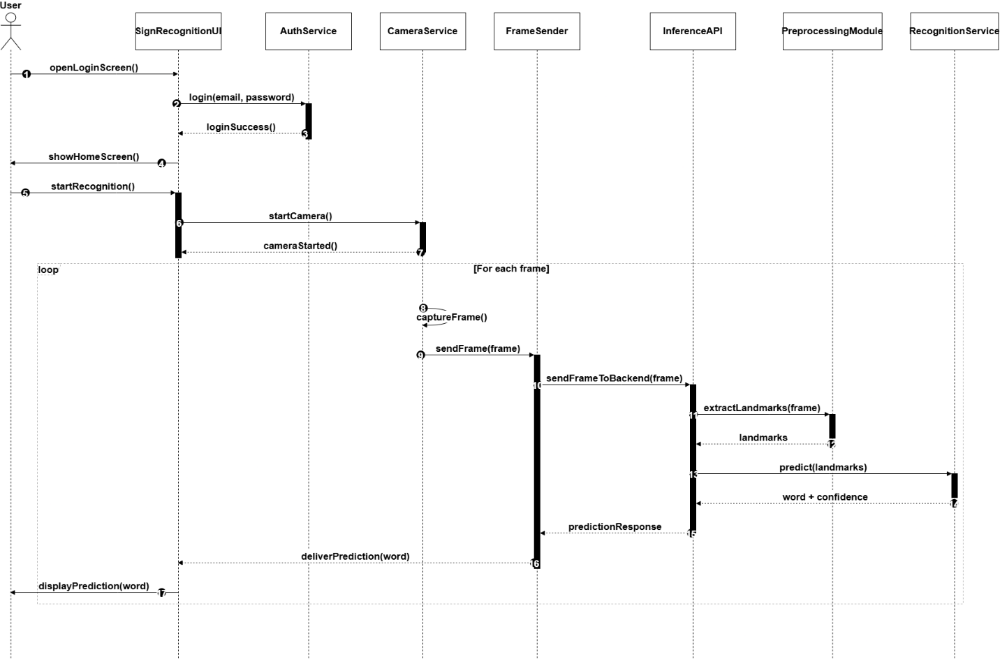 User
SignRecognitionUI
AuthService
CameraService
FrameSender
InferenceAPI
PreprocessingModule
RecognitionService
1 openLoginScreen()
2 login(email, password)
loginSuccess() 3
showHomeScreen() 4
5 startRecognition()
6 startCamera()
cameraStarted() 7
loop
[For each frame]
8
captureFrame()
9 sendFrame(frame)
10 sendFrameToBackend(frame)
11 extractLandmarks(frame)
landmarks 12
13 predict(landmarks)
word + confidence 14
predictionResponse 15
deliverPrediction(word) 16
displayPrediction(word) 17